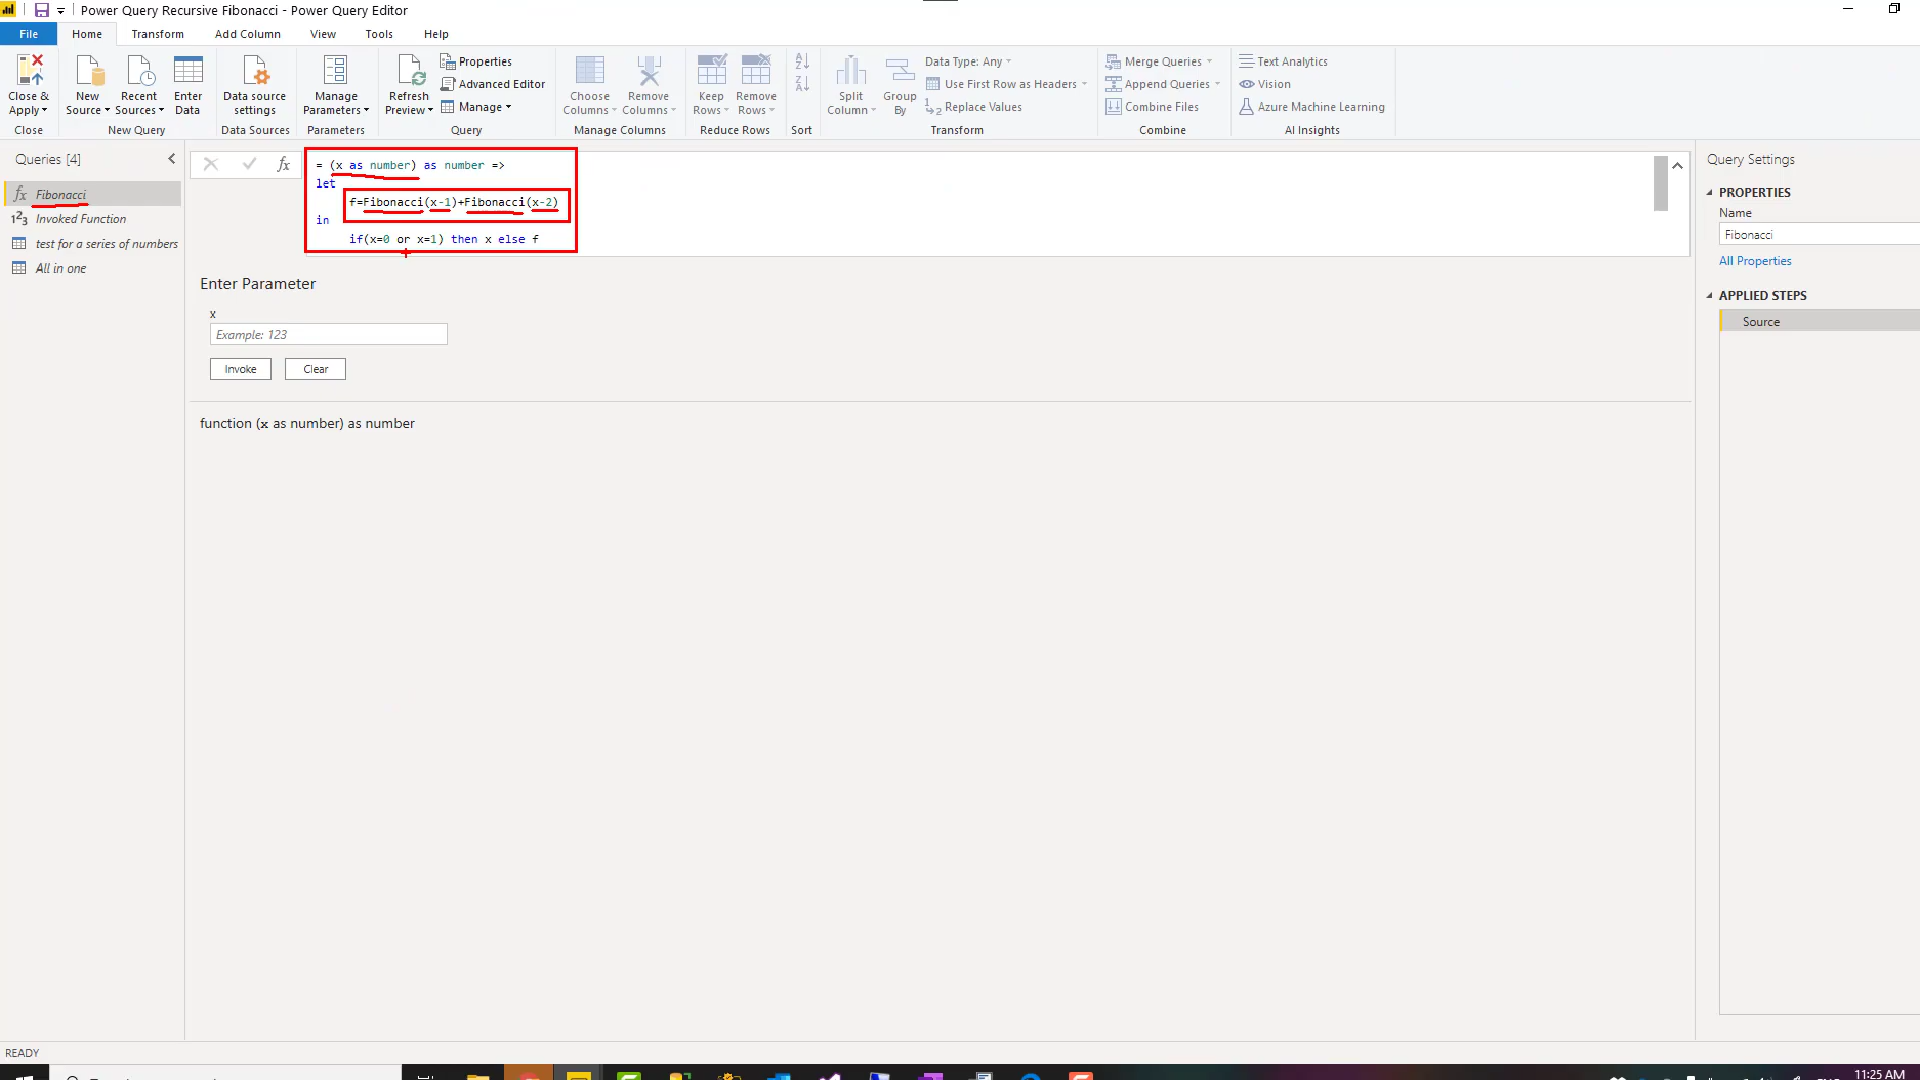 Power Query Recursive Fibonacci - Power Query Editor
File Home Transform Add Column View Tools Help
Close & Apply
New Source
Recent Sources
Enter Data
Data source settings
Manage Parameters
Refresh Preview
Properties
Advanced Editor
Manage
Choose Columns
Remove Columns
Keep Rows
Remove Rows
Split Column
Group By
Data Type: Any
Use First Row as Headers
Replace Values
Merge Queries
Append Queries
Combine Files
Text Analytics
Vision
Azure Machine Learning
Close New Query Data Sources Parameters Query Manage Columns Reduce Rows Sort Transform Combine AI Insights
Queries [4]
Fibonacci
Invoked Function
test for a series of numbers
All in one
= (x as number) as number =>
let
f=Fibonacci(x-1)+Fibonacci(x-2)
in
if(x=0 or x=1) then x else f
Enter Parameter
x
Example: 123
Invoke Clear
function (x as number) as number
Query Settings
PROPERTIES
Name
Fibonacci
All Properties
APPLIED STEPS
Source
READY
11:25 AM